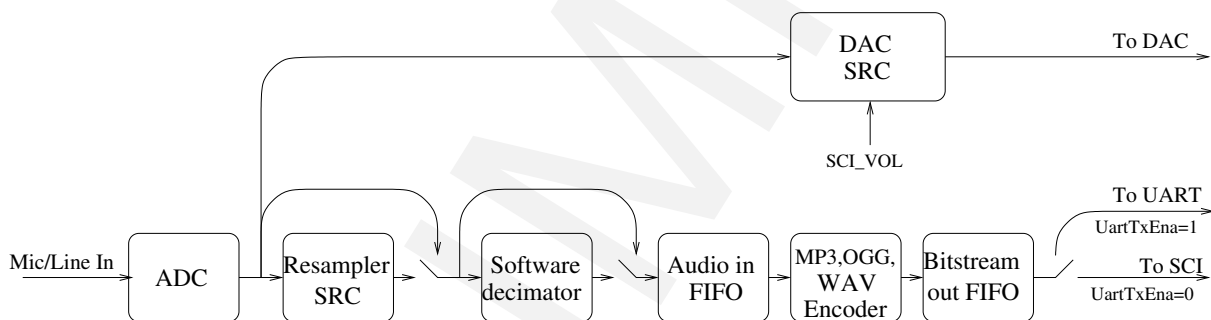 DAC
SRC
To DAC
SCI_VOL
To UART
UartTxEna=1
Mic/Line In
ADC
Resampler
SRC
Software
decimator
Audio in
FIFO
MP3,OGG,
WAV
Encoder
Bitstream
out FIFO
To SCI
UartTxEna=0